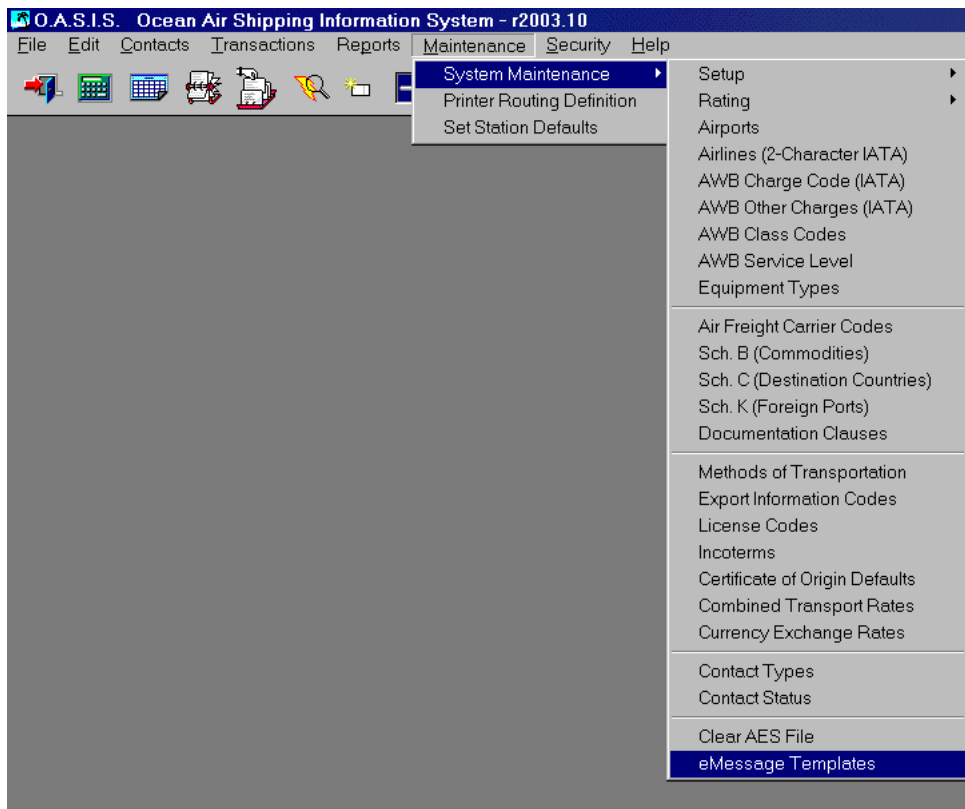 O.A.S.I.S. Ocean Air Shipping Information System - r2003.10
File Edit Contacts Transactions Reports Maintenance Security Help
System Maintenance
Printer Routing Definition
Set Station Defaults
Setup
Rating
Airports
Airlines (2-Character IATA)
AWB Charge Code (IATA)
AWB Other Charges (IATA)
AWB Class Codes
AWB Service Level
Equipment Types
Air Freight Carrier Codes
Sch. B (Commodities)
Sch. C (Destination Countries)
Sch. K (Foreign Ports)
Documentation Clauses
Methods of Transportation
Export Information Codes
License Codes
Incoterms
Certificate of Origin Defaults
Combined Transport Rates
Currency Exchange Rates
Contact Types
Contact Status
Clear AES File
eMessage Templates